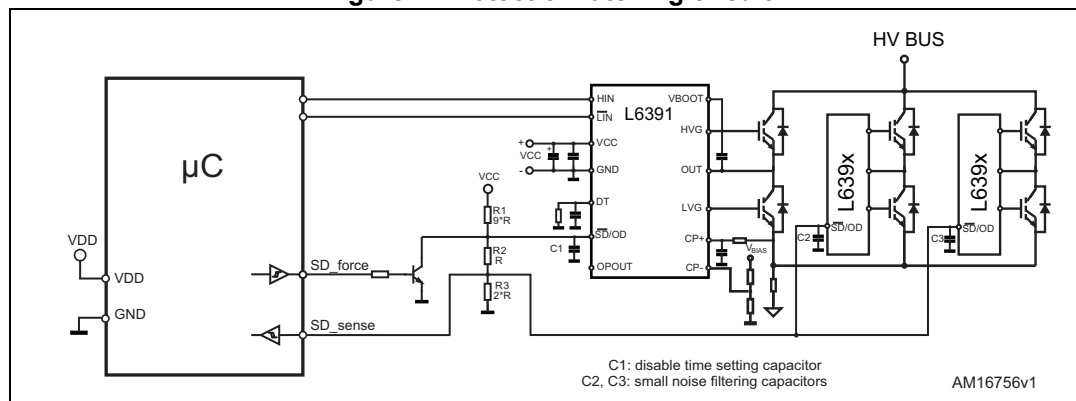 HV BUS
HIN
LIN
VCC
GND
DT
SD/OD
OPOUT
L6391
VBOOT
HVG
OUT
LVG
CP+
CP-
µC
+
VCC
-
+
VCC
R1
9*R
R2
R
R3
2*R
C1
VBIAS
L639x
SD/OD
C2
L639x
SD/OD
C3
VDD
VDD
GND
SD_force
SD_sense
C1: disable time setting capacitor
C2, C3: small noise filtering capacitors
AM16756v1